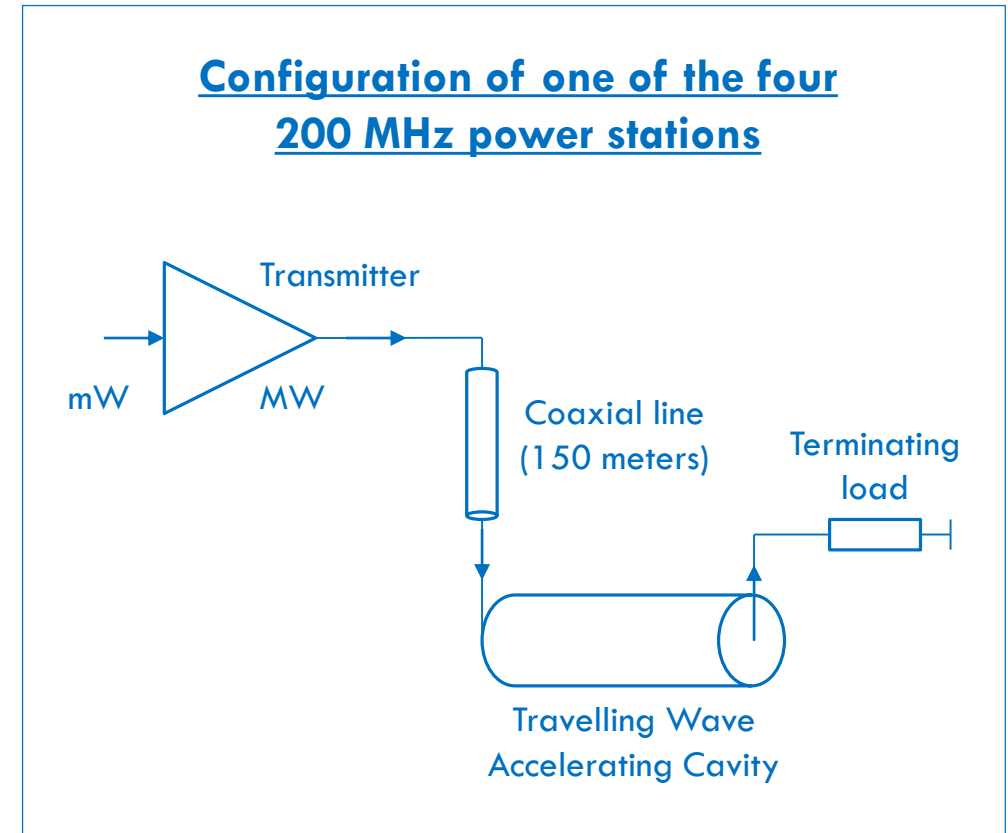 Configuration of one of the four
200 MHz power stations
Transmitter
mW
MW
Coaxial line
(150 meters)
Terminating
load
Travelling Wave
Accelerating Cavity